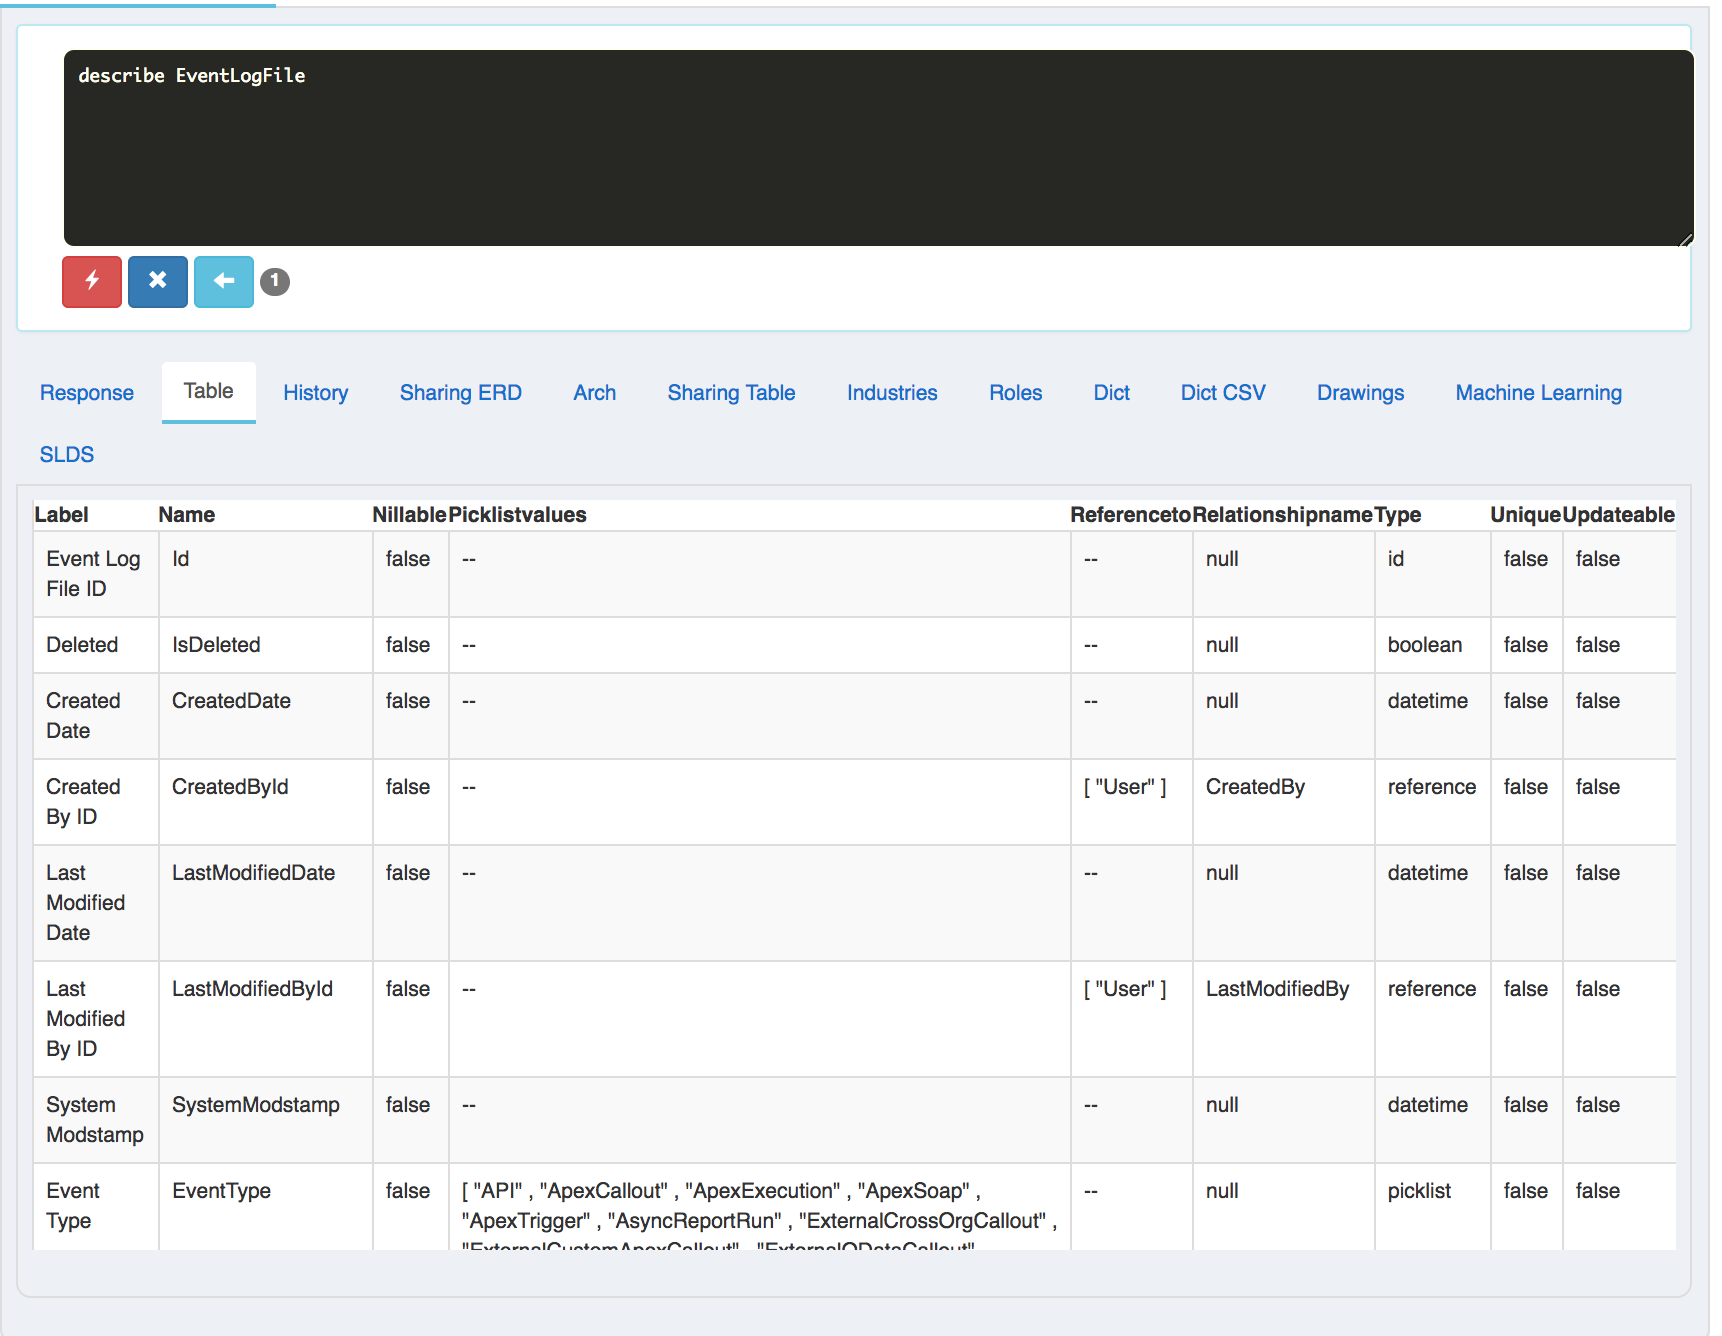 describe EventLogFile
1
Response Table History Sharing ERD Arch Sharing Table Industries Roles Dict Dict CSV Drawings Machine Learning
SLDS
Label Name Nillable Picklistvalues Referenceto Relationshipname Type Unique Updateable
Event Log Id false -- -- null id false false
File ID
Deleted IsDeleted false -- -- null boolean false false
Created CreatedDate false -- -- null datetime false false
Date
Created CreatedById false -- [ "User" ] CreatedBy reference false false
By ID
Last LastModifiedDate false -- -- null datetime false false
Modified
Date
Last LastModifiedById false -- [ "User" ] LastModifiedBy reference false false
Modified
By ID
System SystemModstamp false -- -- null datetime false false
Modstamp
Event EventType false [ "API" , "ApexCallout" , "ApexExecution" , "ApexSoap" , -- null picklist false false
Type "ApexTrigger" , "AsyncReportRun" , "ExternalCrossOrgCallout" ,
"ExternalCustomApexCallout" , "ExternalODataCallout"